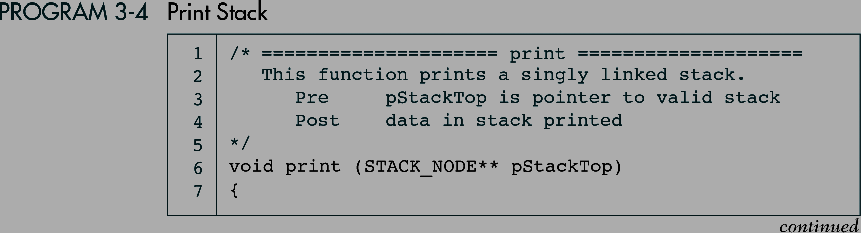 PROGRAM 3-4 Print Stack
1 /* ===================== print ====================
2 This function prints a singly linked stack.
3 Pre pStackTop is pointer to valid stack
4 Post data in stack printed
5 */
6 void print (STACK_NODE** pStackTop)
7 {
continued